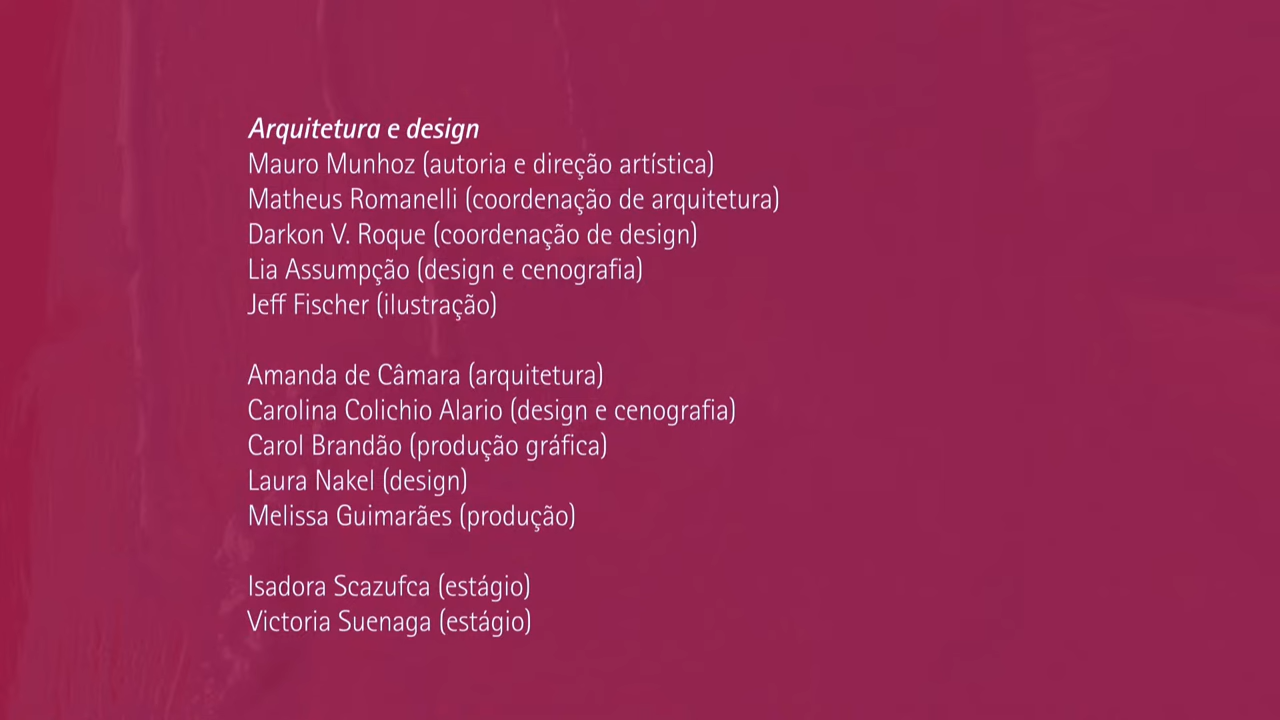 Arquitetura e design
Mauro Munhoz (autoria e direção artística)
Matheus Romanelli (coordenação de arquitetura)
Darkon V. Roque (coordenação de design)
Lia Assumpção (design e cenografia)
Jeff Fischer (ilustração)
Amanda de Câmara (arquitetura)
Carolina Colichio Alario (design e cenografia)
Carol Brandão (produção gráfica)
Laura Nakel (design)
Melissa Guimarães (produção)
Isadora Scazufca (estágio)
Victoria Suenaga (estágio)